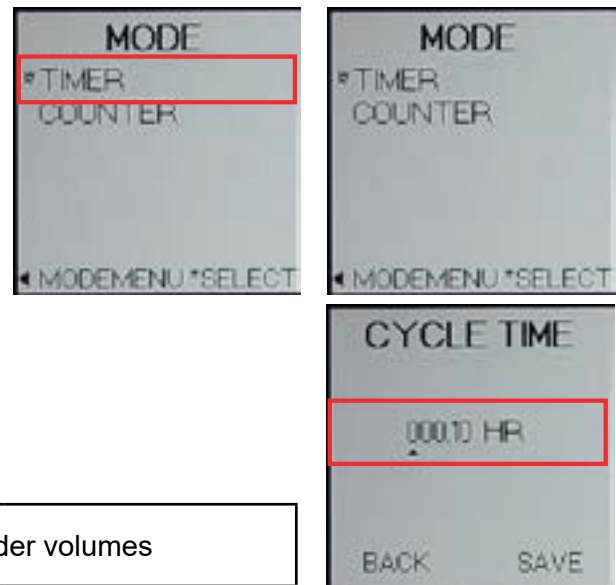 MODE
TIMER
COUNTER
◀ MODEMENU *SELECT
MODE
TIMER
COUNTER
◀ MODEMENU *SELECT
CYCLE TIME
000.10 HR
BACK SAVE
der volumes